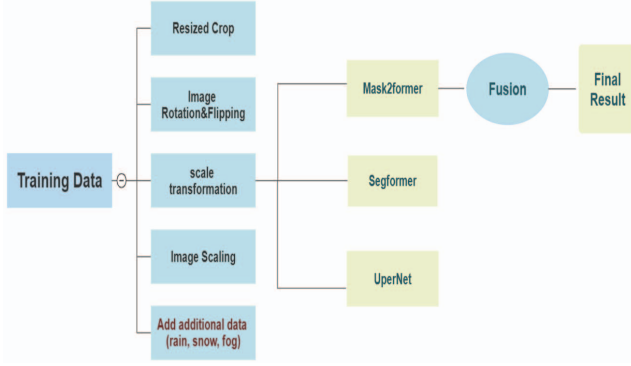 Training Data
Resized Crop
Image
Rotation&Flipping
scale
transformation
Image Scaling
Add additional data
(rain, snow, fog)
Mask2former
Segformer
UperNet
Fusion
Final
Result